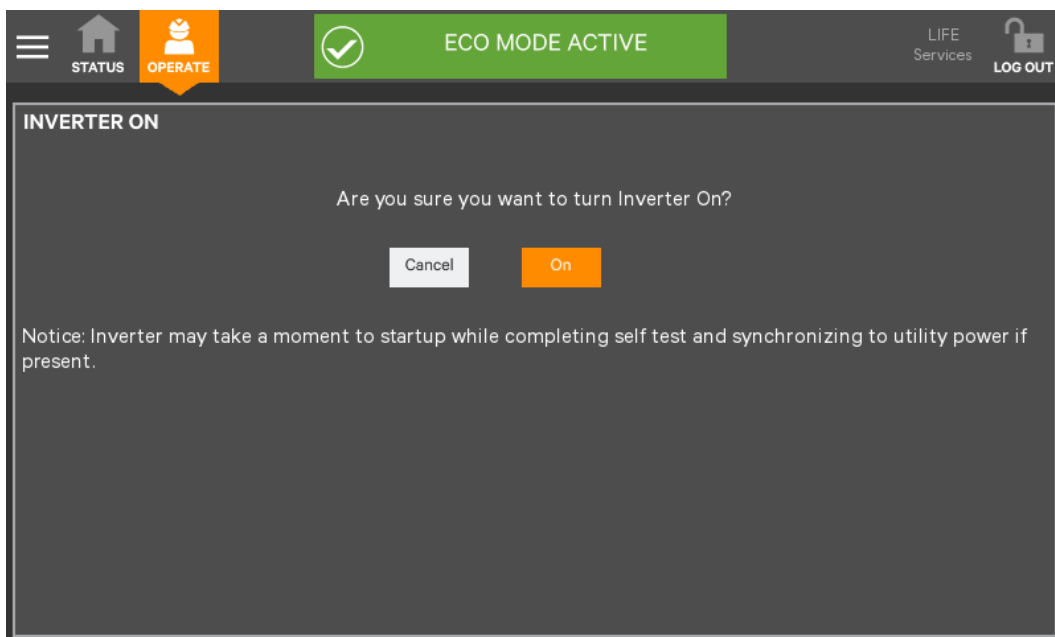 STATUS
OPERATE
ECO MODE ACTIVE
LIFE
Services
LOG OUT
INVERTER ON
Are you sure you want to turn Inverter On?
Cancel
On
Notice: Inverter may take a moment to startup while completing self test and synchronizing to utility power if
present.